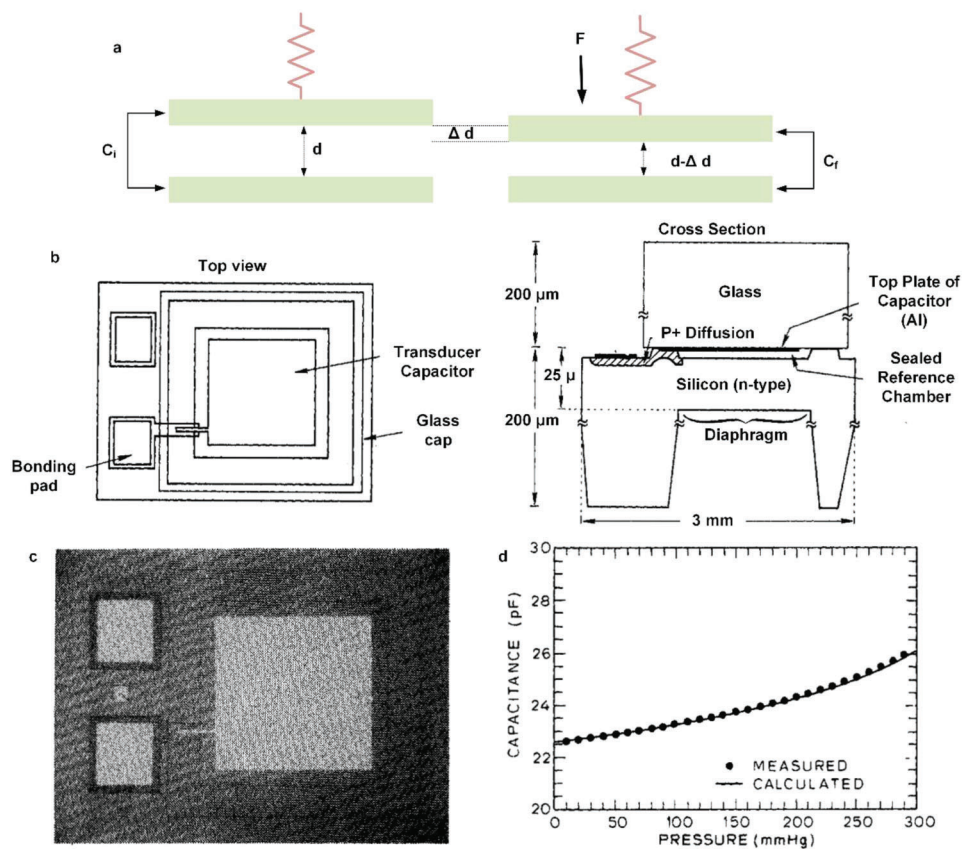 a
F
Δ d
C
i
d
d-Δ d
C
f
b
Top view
Transducer
Capacitor
Glass
cap
Bonding
pad
Cross Section
200 μm
Glass
Top Plate of
Capacitor
(Al)
P+ Diffusion
25 μ
Silicon (n-type)
Sealed
Reference
Chamber
200 μm
Diaphragm
3 mm
c
d
CAPACITANCE (pF)
30
28
26
24
22
20
MEASURED
CALCULATED
0 50 100 150 200 250 300
PRESSURE (mmHg)